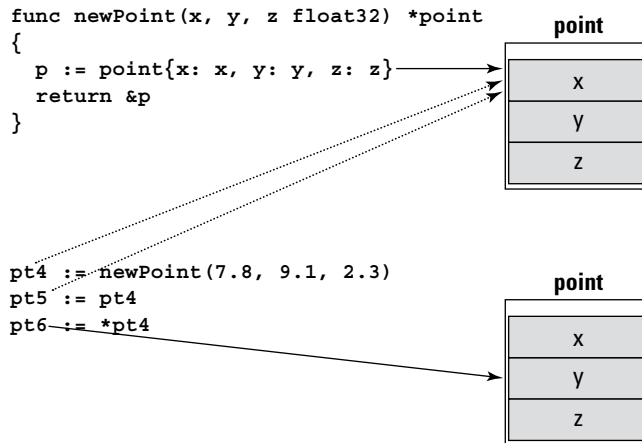 func newPoint(x, y, z float32) *point
{
  p := point{x: x, y: y, z: z}
  return &p
}
point
x
y
z
pt4 := newPoint(7.8, 9.1, 2.3)
pt5 := pt4
pt6 := *pt4
point
x
y
z